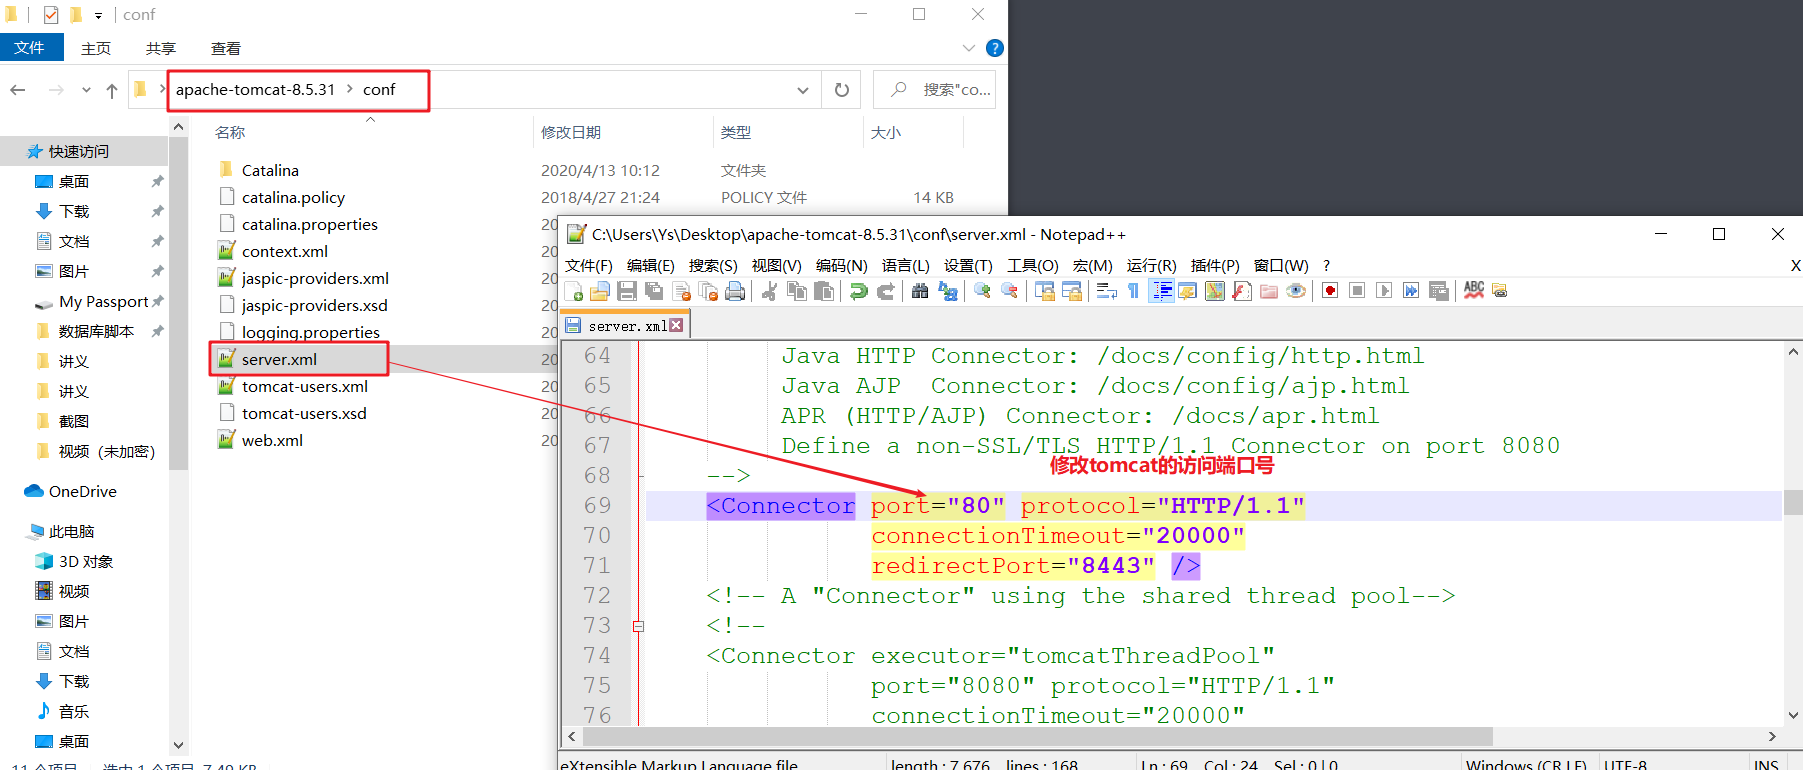 conf
文件 主页 共享 查看
apache-tomcat-8.5.31 > conf
搜索"co...
名称 修改日期 类型 大小
快速访问
桌面
下载
文档
图片
My Passport
数据库脚本
讲义
讲义
截图
视频（未加密）
OneDrive
此电脑
3D 对象
视频
图片
文档
下载
音乐
桌面
Catalina 2020/4/13 10:12 文件夹
catalina.policy 2018/4/27 21:24 POLICY 文件 14 KB
catalina.properties 20
context.xml 20
jaspic-providers.xml 20
jaspic-providers.xsd 20
logging.properties 20
server.xml 20
tomcat-users.xml 20
tomcat-users.xsd 20
web.xml 20
11 个项目 选中 1 个项目 7.49 KB
C:\Users\Ys\Desktop\apache-tomcat-8.5.31\conf\server.xml - Notepad++
文件(F) 编辑(E) 搜索(S) 视图(V) 编码(N) 语言(L) 设置(T) 工具(O) 宏(M) 运行(R) 插件(P) 窗口(W) ? X
ABC
server.xml
64 Java HTTP Connector: /docs/config/http.html
65 Java AJP  Connector: /docs/config/ajp.html
66 APR (HTTP/AJP) Connector: /docs/apr.html
67 Define a non-SSL/TLS HTTP/1.1 Connector on port 8080
修改tomcat的访问端口号
68 -->
69 <Connector port="80" protocol="HTTP/1.1"
70 connectionTimeout="20000"
71 redirectPort="8443" />
72 <!-- A "Connector" using the shared thread pool-->
73 <!--
74 <Connector executor="tomcatThreadPool"
75 port="8080" protocol="HTTP/1.1"
76 connectionTimeout="20000"
eXtensible Markup Language file length : 7,676 lines : 168 Ln : 69 Col : 24 Sel : 0 | 0 Windows (CR LF) UTF-8 INS